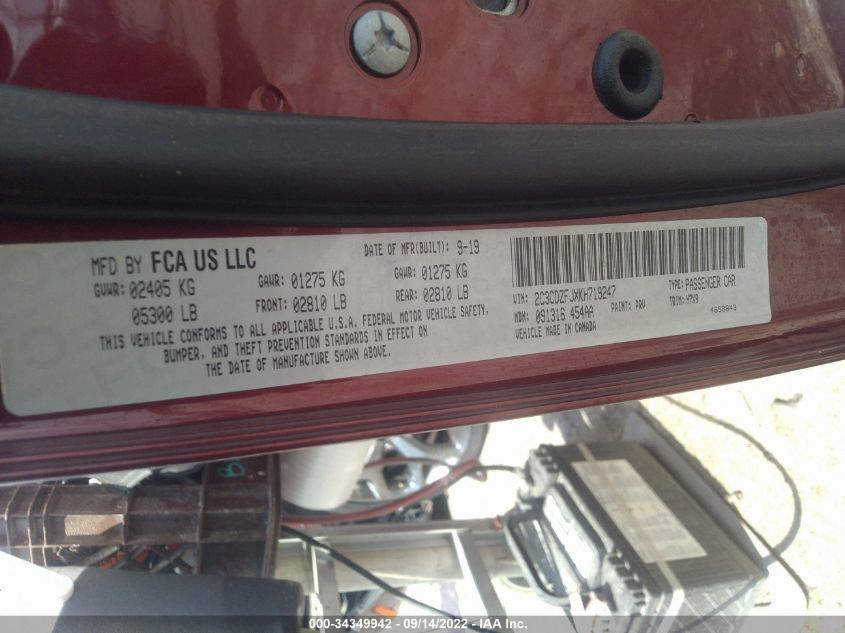 MFD BY FCA US LLC
DATE OF MFR(BUILT): 9-19
GVWR: 02405 KG
GAWR: 01275 KG
GAWR: 01275 KG
05300 LB
FRONT: 02810 LB
REAR: 02810 LB
THIS VEHICLE CONFORMS TO ALL APPLICABLE U.S.A. FEDERAL MOTOR VEHICLE SAFETY,
BUMPER, AND THEFT PREVENTION STANDARDS IN EFFECT ON
THE DATE OF MANUFACTURE SHOWN ABOVE.
VIN: 2C3CDZFJXKH719247
TYPE: PASSENGER CAR
MDH: 091316 454AA
PAINT: PRV
TRIM: H7V9
VEHICLE MADE IN CANADA
4658843
000-34349942 - 09/14/2022 - IAA Inc.